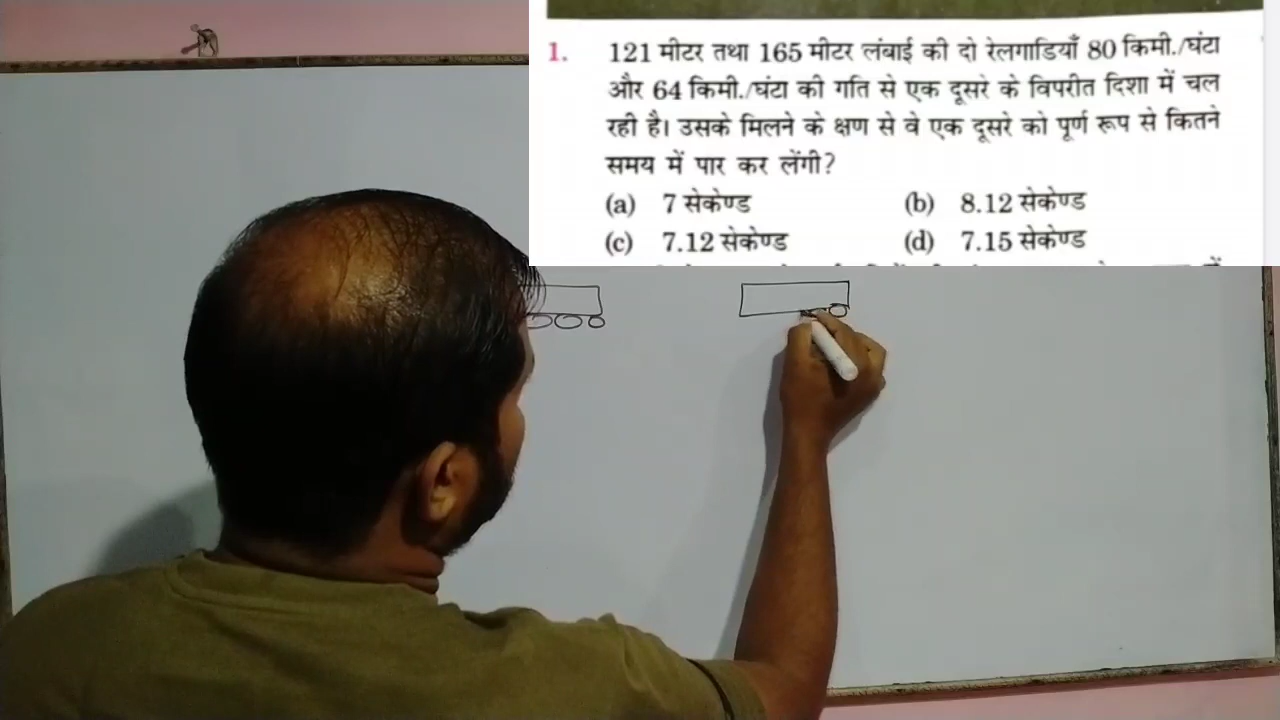 1. 121 मीटर तथा 165 मीटर लंबाई की दो रेलगाडियाँ 80 किमी./घंटा
और 64 किमी./घंटा की गति से एक दूसरे के विपरीत दिशा में चल
रही है। उसके मिलने के क्षण से वे एक दूसरे को पूर्ण रूप से कितने
समय में पार कर लेंगी?
(a) 7 सेकेण्ड (b) 8.12 सेकेण्ड
(c) 7.12 सेकेण्ड (d) 7.15 सेकेण्ड